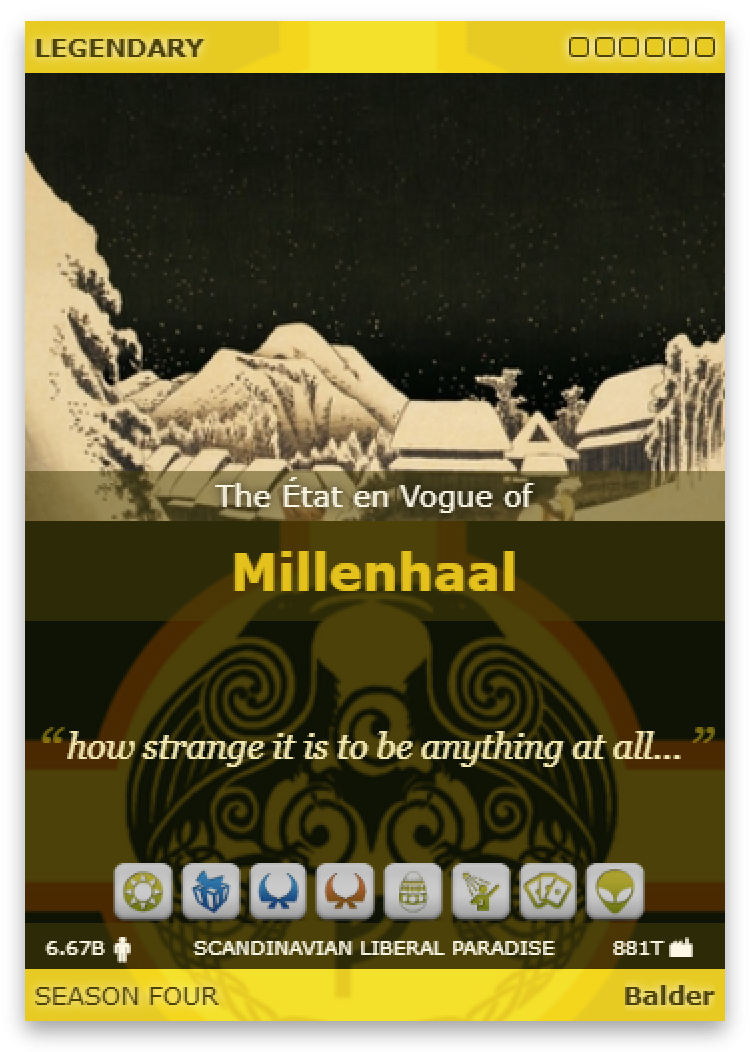 LEGENDARY
The État en Vogue of
Millenhaal
“how strange it is to be anything at all...”
6.67B SCANDINAVIAN LIBERAL PARADISE 881T
SEASON FOUR Balder